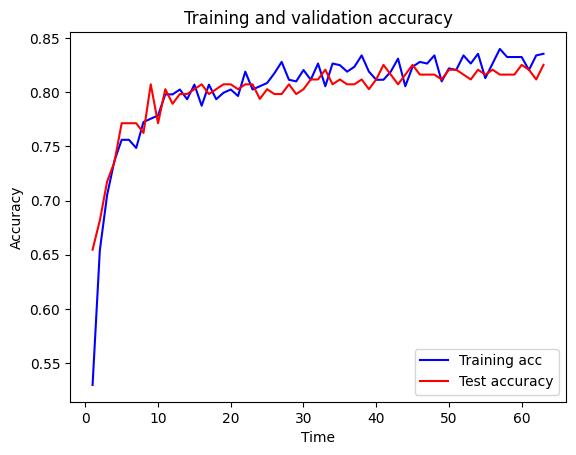 Training and validation accuracy
0.85
0.80
0.75
0.70
0.65
0.60
0.55
Accuracy
Training acc
Test accuracy
0 10 20 30 40 50 60
Time